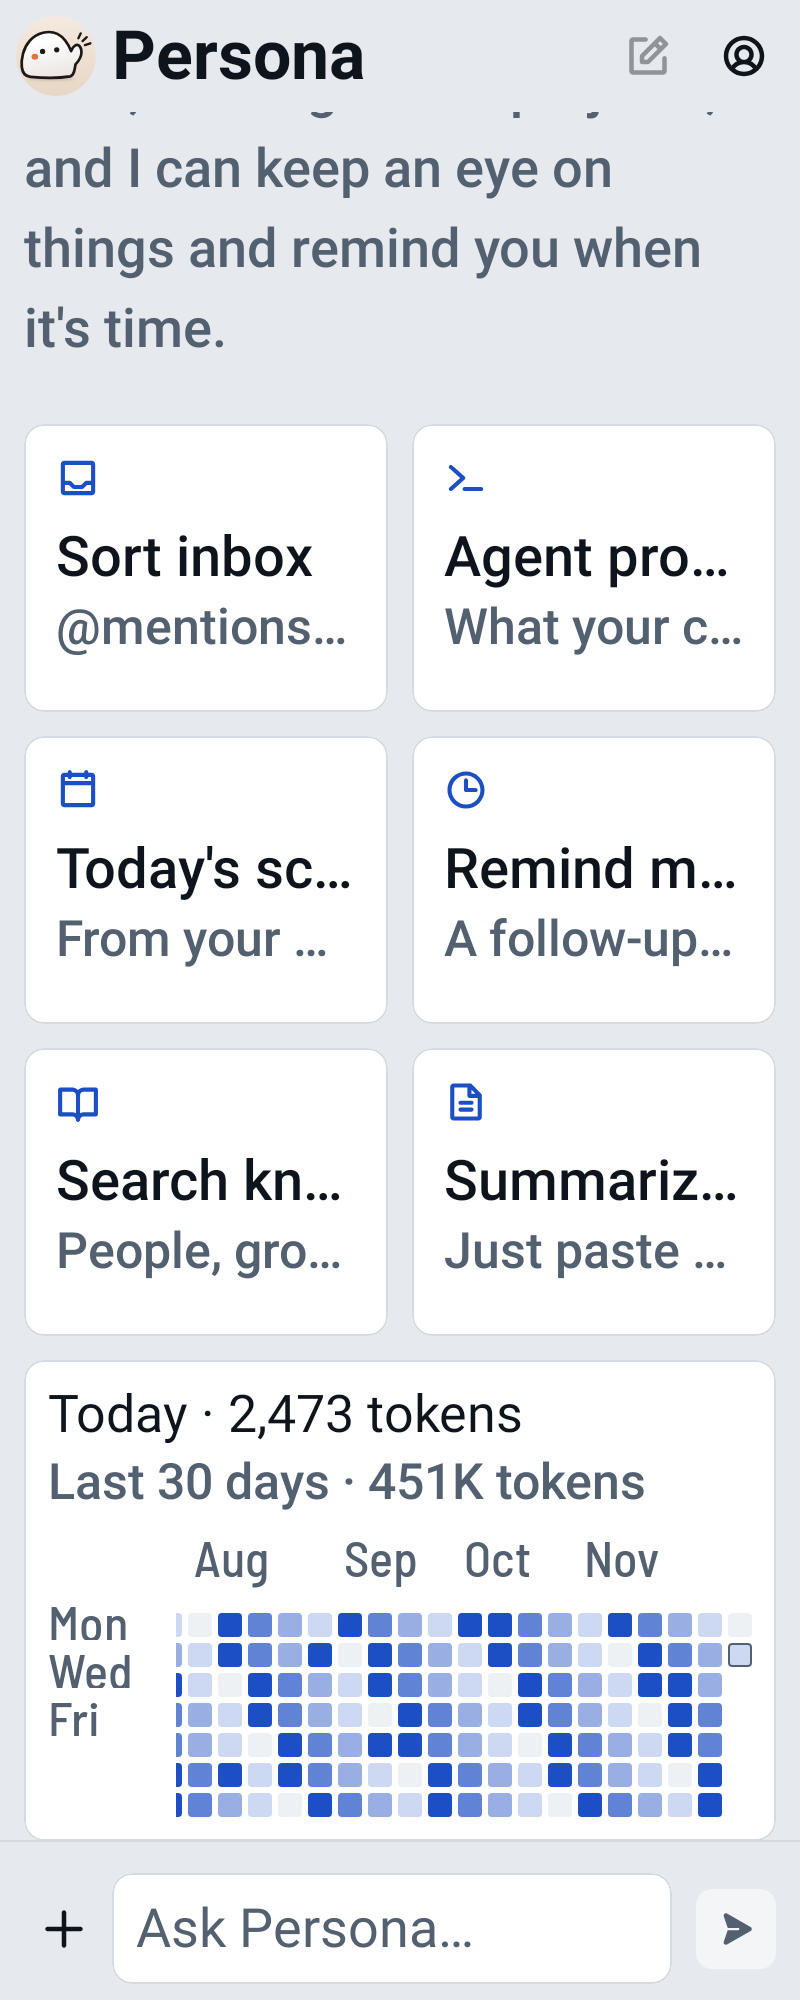 Persona
and I can keep an eye on
things and remind you when
it's time.
Sort inbox
@mentions…
Agent pro…
What your c…
Today's sc…
From your …
Remind m…
A follow-up…
Search kn…
People, gro…
Summariz…
Just paste …
Today · 2,473 tokens
Last 30 days · 451K tokens
Aug Sep Oct Nov
Mon
Wed
Fri
Ask Persona…